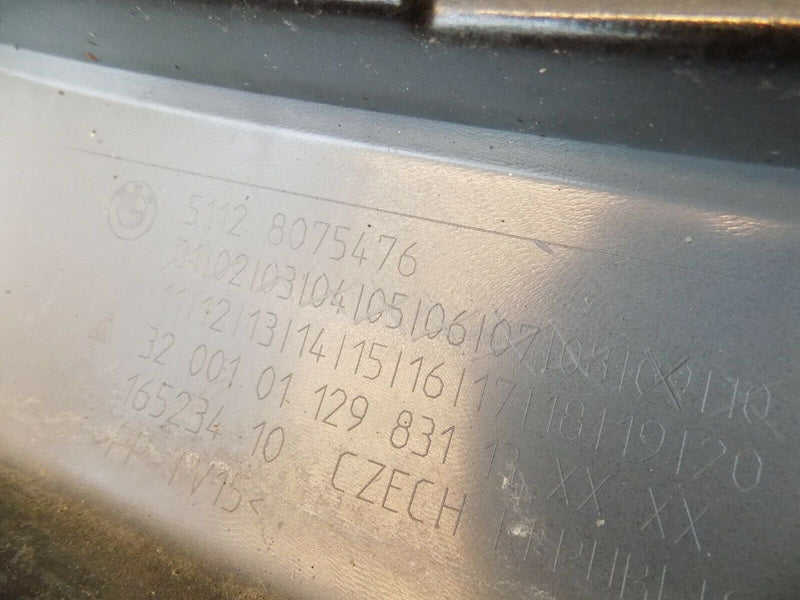 5112 8075476
01|02|03|04|05|06|07|08|09|10
11|12|13|14|15|16|17|18|19|20
32 001 01 129 831 13 XX XX
165234 10 CZECH REPUBLIC